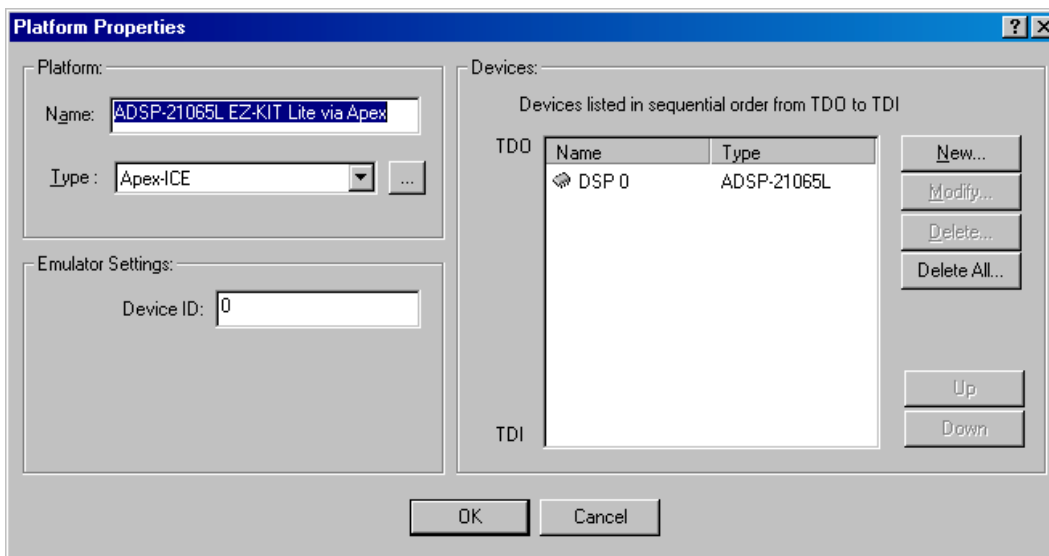 Platform Properties
Platform:
Name: ADSP-21065L EZ-KIT Lite via Apex
Type : Apex-ICE ...
Emulator Settings:
Device ID: 0
Devices:
Devices listed in sequential order from TDO to TDI
TDO
Name Type
DSP 0 ADSP-21065L
TDI
New...
Modify...
Delete...
Delete All...
Up
Down
OK Cancel